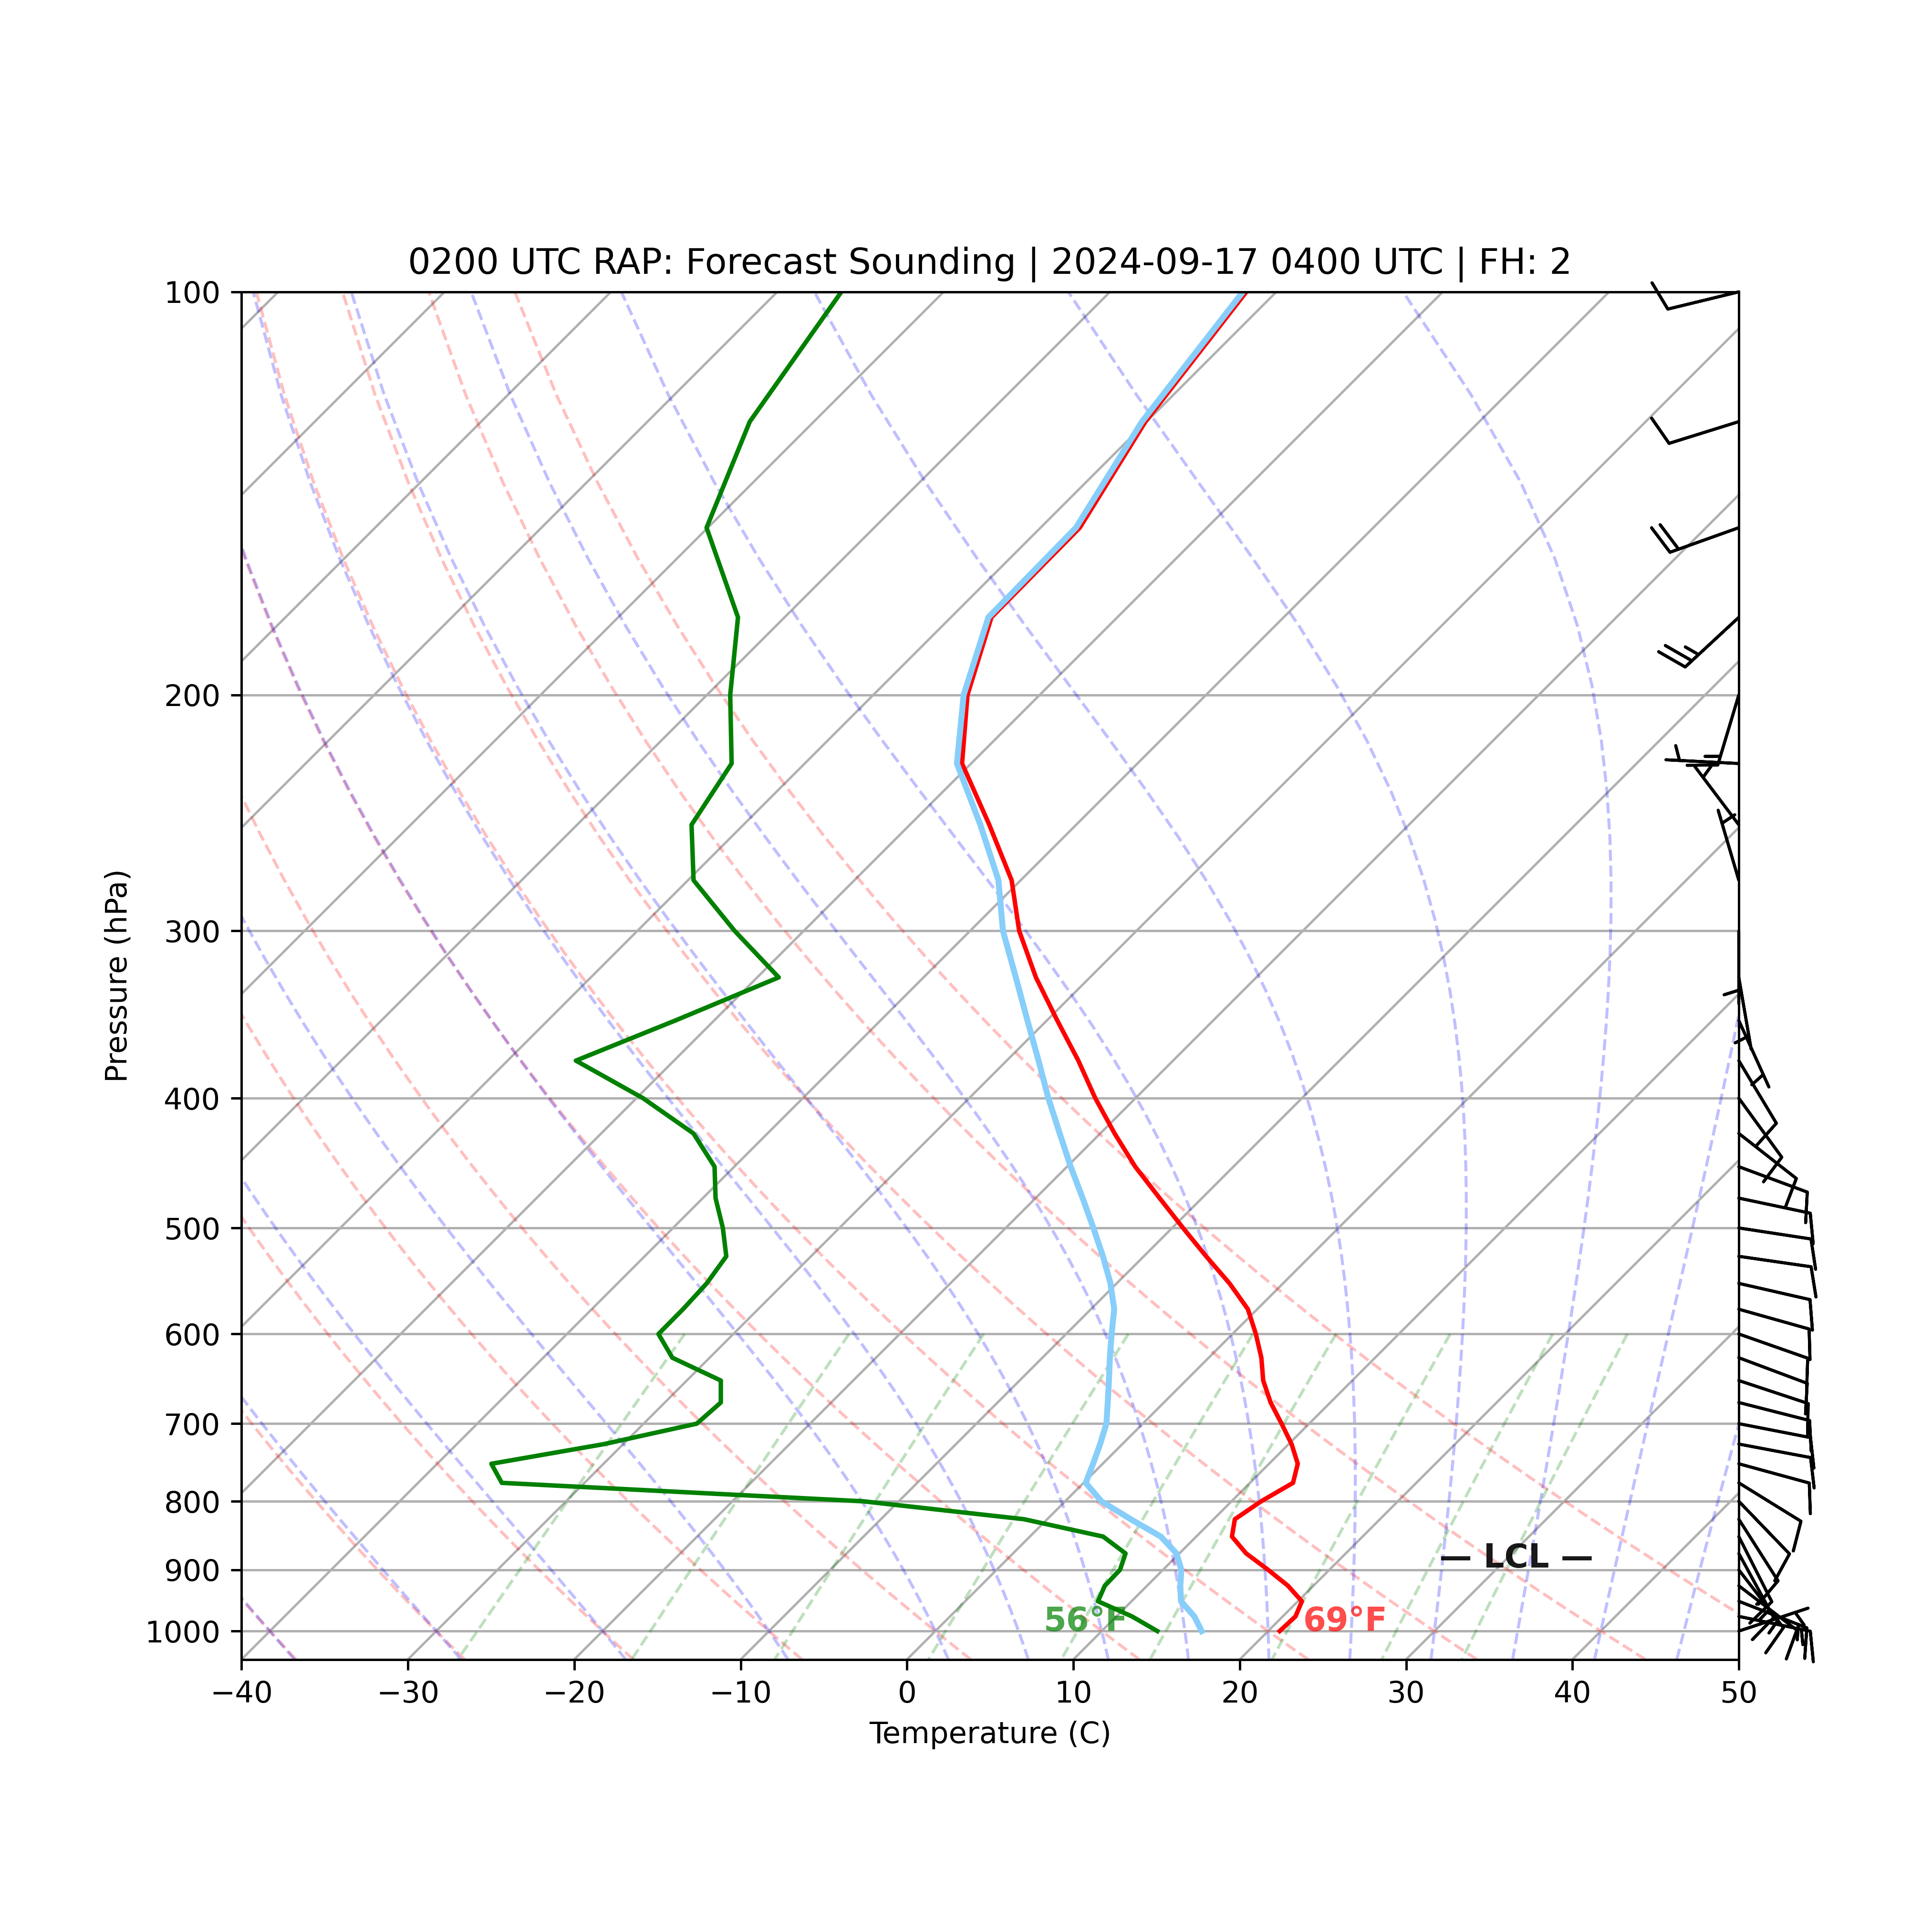 0200 UTC RAP: Forecast Sounding | 2024-09-17 0400 UTC | FH: 2
100
200
300
400
500
600
700
800
900
1000
Pressure (hPa)
— LCL —
56°F
69°F
−40 −30 −20 −10 0 10 20 30 40 50
Temperature (C)